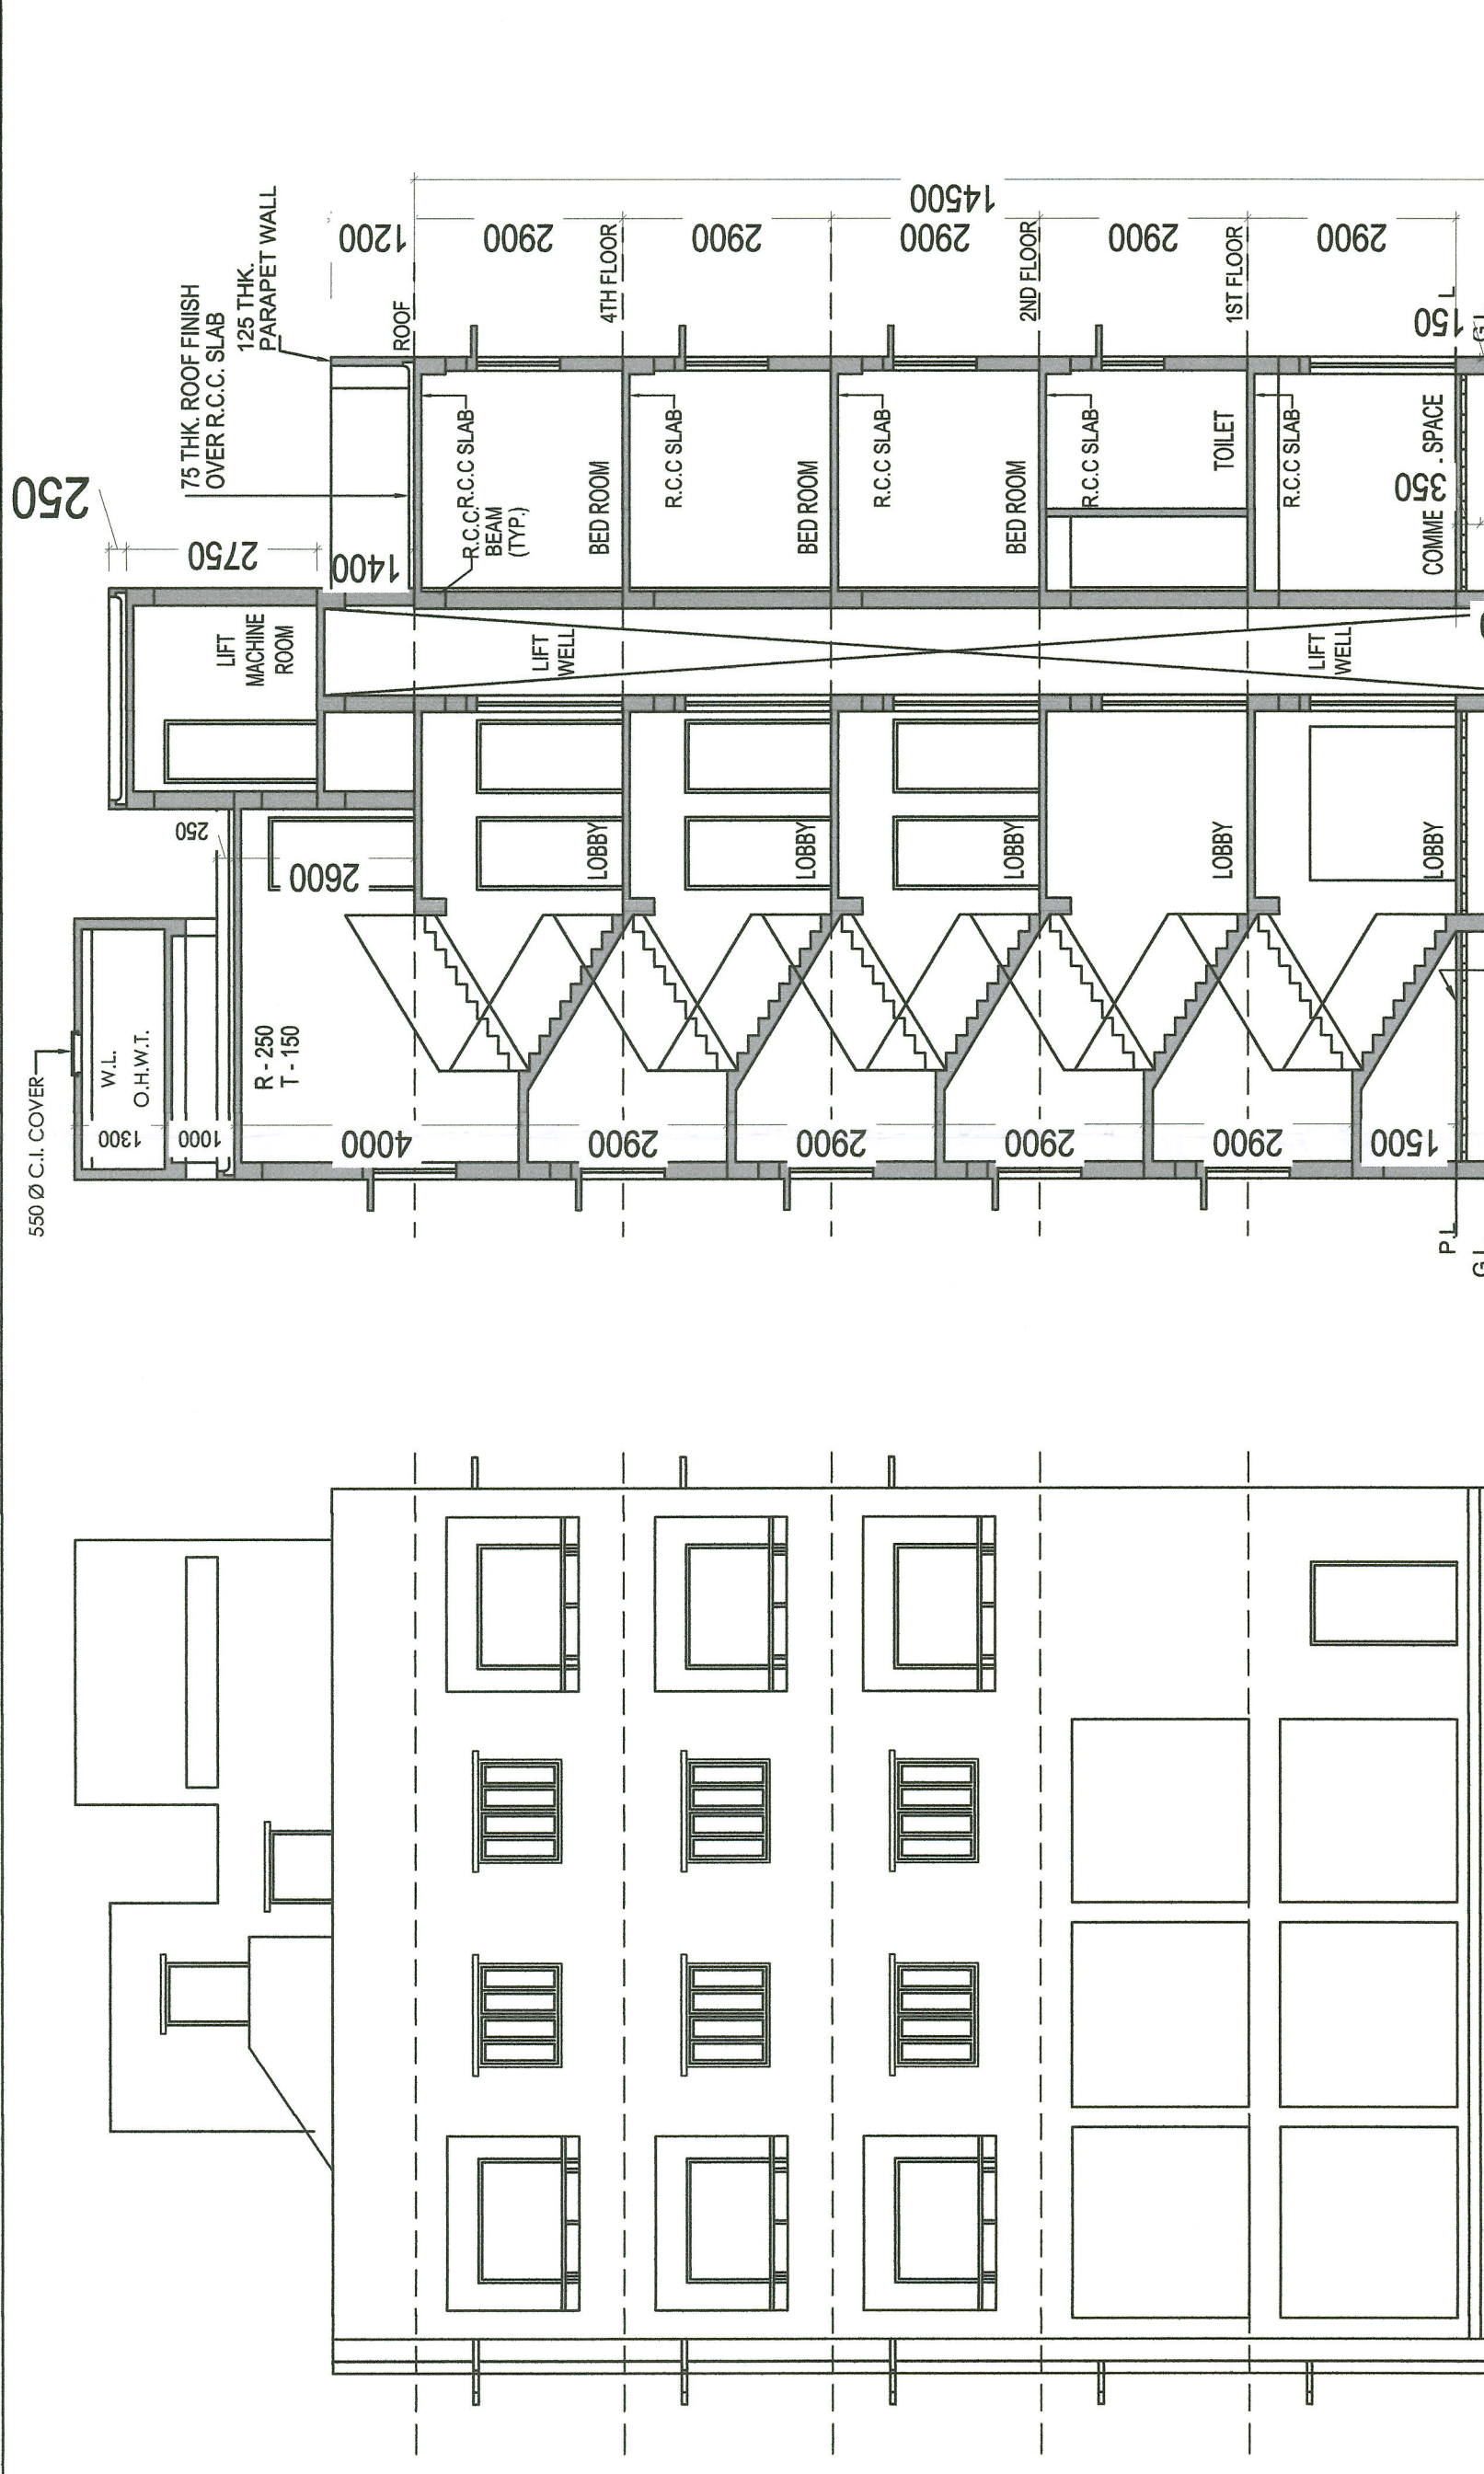 550 Ø C.I. COVER
W.L.
O.H.W.T.
1300
1000
R - 250
T - 150
250
2600
4000
2900
2900
2900
2900
1500
LIFT
MACHINE
ROOM
250
2750
1400
75 THK. ROOF FINISH
OVER R.C.C. SLAB
125 THK.
PARAPET WALL
ROOF
1200
2900
2900
2900
2900
2900
14500
4TH FLOOR
2ND FLOOR
1ST FLOOR
R.C.C.
BEAM
(TYP.)
R.C.C SLAB
R.C.C SLAB
R.C.C SLAB
R.C.C SLAB
R.C.C SLAB
BED ROOM
BED ROOM
BED ROOM
TOILET
COMME . SPACE
350
150
LIFT
WELL
LIFT
WELL
LOBBY
LOBBY
LOBBY
LOBBY
LOBBY
P.L